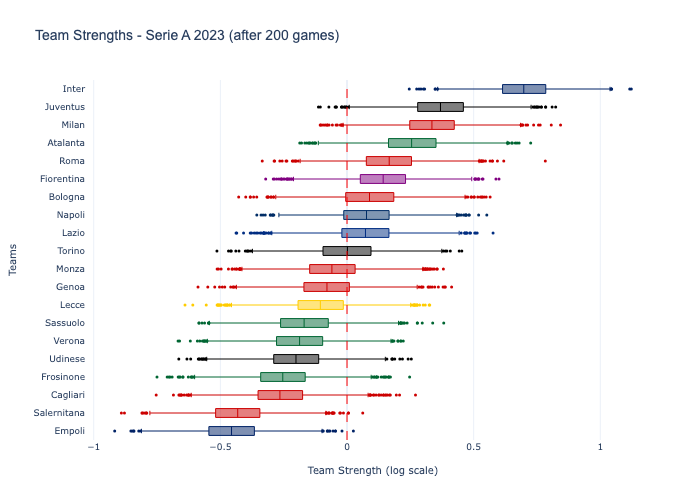 Team Strengths - Serie A 2023 (after 200 games)
Inter
Juventus
Milan
Atalanta
Roma
Fiorentina
Bologna
Napoli
Lazio
Torino
Monza
Genoa
Lecce
Sassuolo
Verona
Udinese
Frosinone
Cagliari
Salernitana
Empoli
Teams
−1 −0.5 0 0.5 1
Team Strength (log scale)